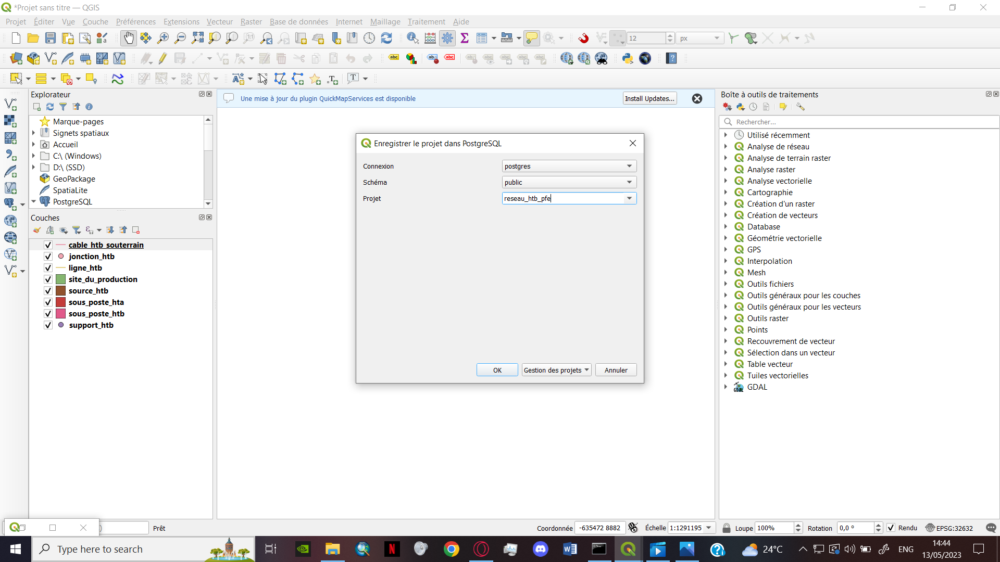 *Projet sans titre — QGIS
Projet Éditer Vue Couche Préférences Extensions Vecteur Raster Base de données Internet Maillage Traitement Aide
12 px
abc abc abc
Explorateur
Marque-pages
Signets spatiaux
Accueil
C:\ (Windows)
D:\ (SSD)
GeoPackage
SpatiaLite
PostgreSQL
Couches
cable_htb_souterrain
jonction_htb
ligne_htb
site_du_production
source_htb
sous_poste_hta
sous_poste_htb
support_htb
Une mise à jour du plugin QuickMapServices est disponible
Install Updates...
Enregistrer le projet dans PostgreSQL
Connexion postgres
Schéma public
Projet reseau_htb_pfe
OK Gestion des projets Annuler
Boîte à outils de traitements
Rechercher...
Utilisé récemment
Analyse de réseau
Analyse de terrain raster
Analyse raster
Analyse vectorielle
Cartographie
Création d'un raster
Création de vecteurs
Database
Géométrie vectorielle
GPS
Interpolation
Mesh
Outils fichiers
Outils généraux pour les couches
Outils généraux pour les vecteurs
Outils raster
Points
Recouvrement de vecteur
Sélection dans un vecteur
Table vecteur
Tuiles vectorielles
GDAL
Prêt
Coordonnée -635472 8882 Échelle 1:1291195 Loupe 100% Rotation 0,0 ° Rendu EPSG:32632
Type here to search
24°C
ENG
14:44
13/05/2023